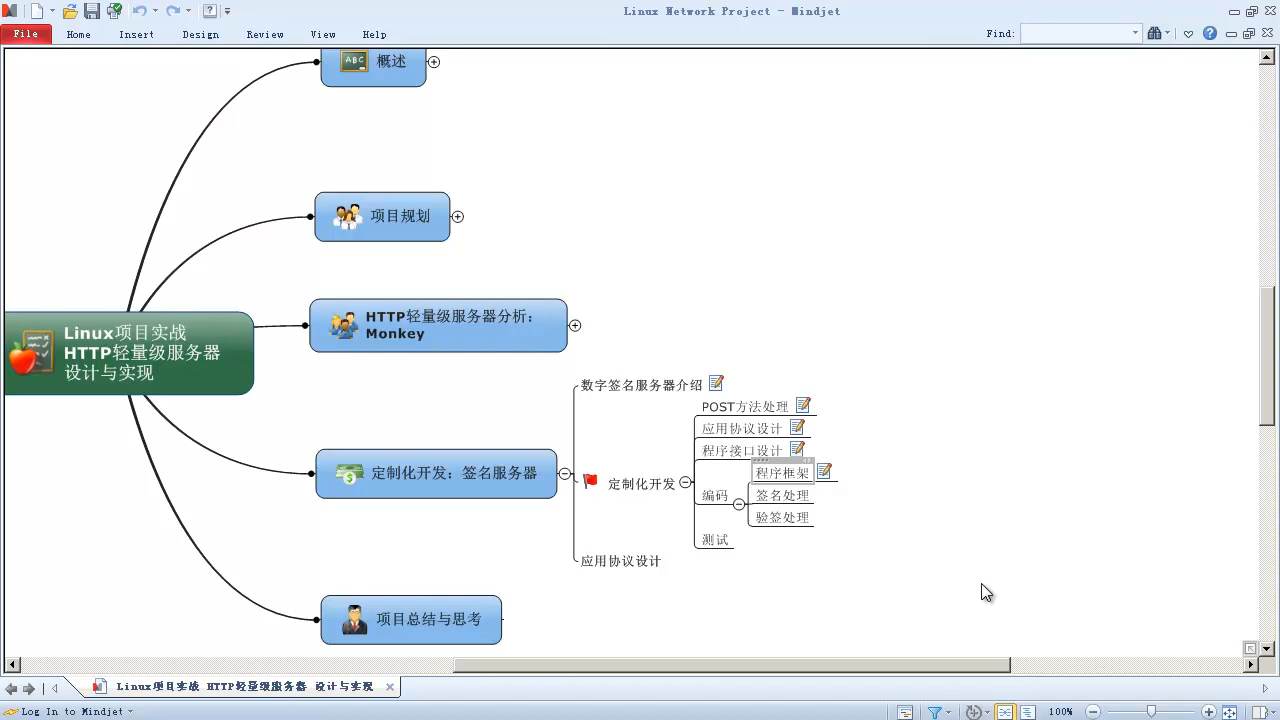 Linux Network Project - Mindjet
File Home Insert Design Review View Help Find:
ABC
概述
项目规划
HTTP轻量级服务器分析:
Monkey
Linux项目实战
HTTP轻量级服务器
设计与实现
数字签名服务器介绍
POST方法处理
应用协议设计
程序接口设计
定制化开发: 签名服务器
定制化开发
程序框架
编码
签名处理
验签处理
测试
应用协议设计
项目总结与思考
Linux项目实战 HTTP轻量级服务器 设计与实现
Log In to Mindjet
100%